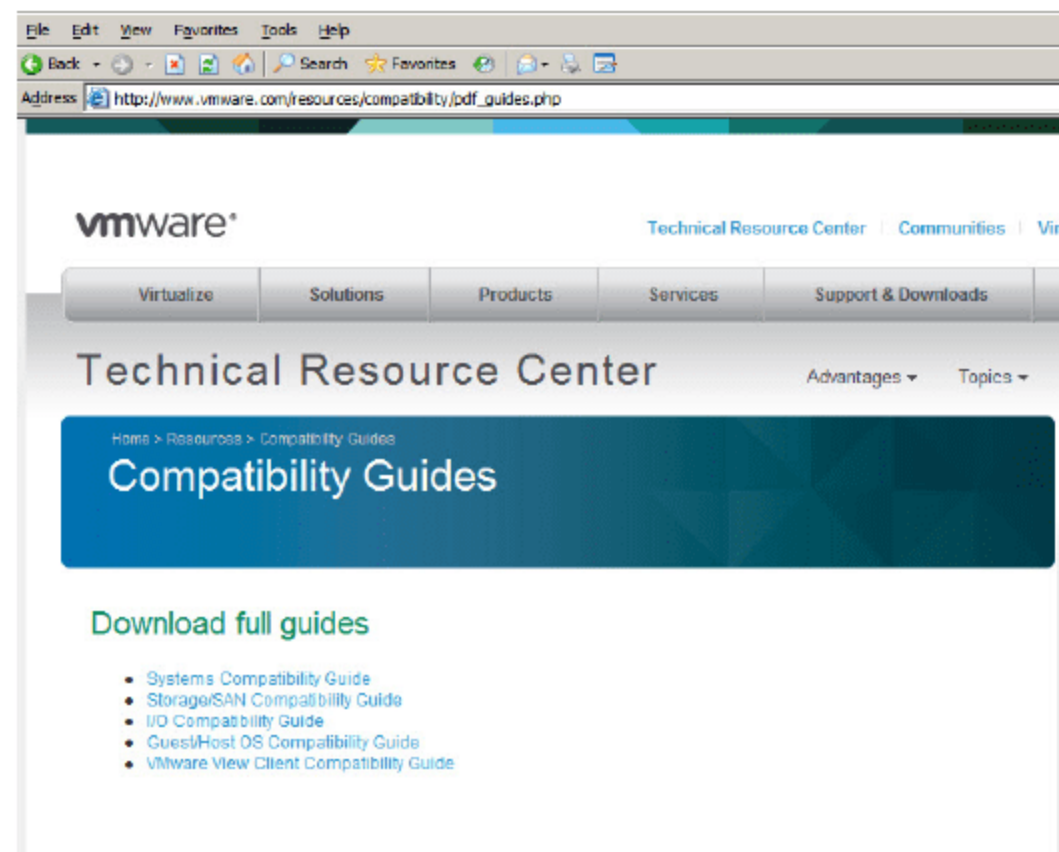 File Edit View Favorites Tools Help
Back Search Favorites
Address http://www.vmware.com/resources/compatibility/pdf_guides.php
vmware®
Technical Resource Center Communities Vir
Virtualize Solutions Products Services Support & Downloads
Technical Resource Center
Advantages Topics
Home > Resources > Compatibility Guides
Compatibility Guides
Download full guides
Systems Compatibility Guide
Storage/SAN Compatibility Guide
I/O Compatibility Guide
Guest/Host OS Compatibility Guide
VMware View Client Compatibility Guide